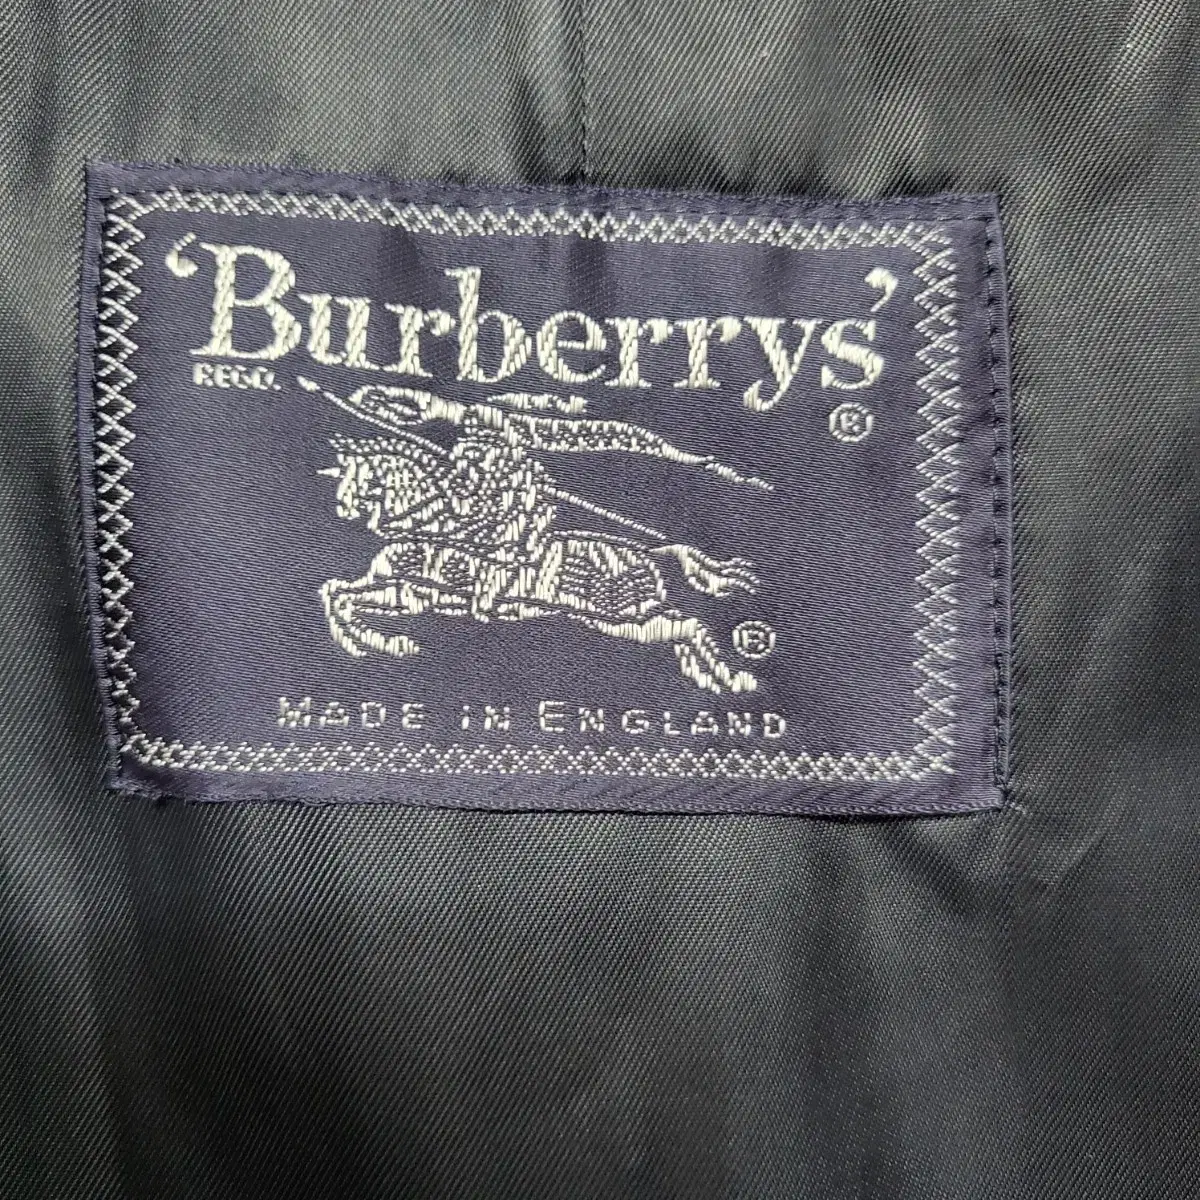 ‘Burberrys’
REGD.
®
®
MADE iN ENGLAND